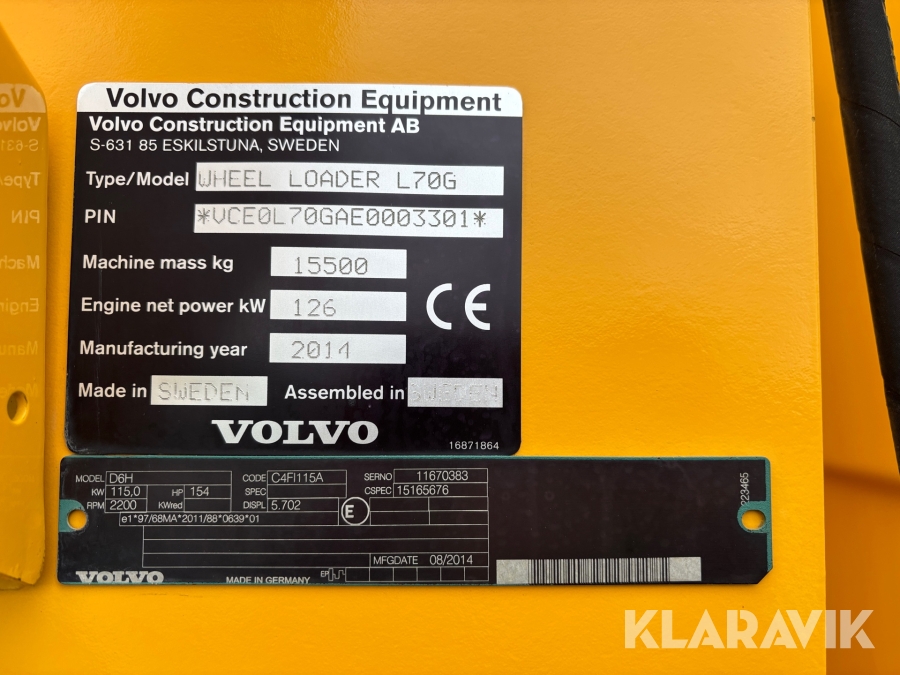 Volvo Construction Equipment
Volvo Construction Equipment AB
S-631 85 ESKILSTUNA, SWEDEN
Type/Model WHEEL LOADER L70G
PIN *VCE0L70GAE0003301*
Machine mass kg 15500
Engine net power kW 126
Manufacturing year 2014
Made in SWEDEN Assembled in SWEDEN
VOLVO
16871864
MODEL D6H CODE C4FI115A SERNO 11670383
KW 115,0 HP 154 SPEC CSPEC 15165676
RPM 2200 KWred DISPL 5.702 E
e1*97/68MA*2011/88*0639*01
MFGDATE 08/2014
VOLVO MADE IN GERMANY EP
223465
KLARAVIK